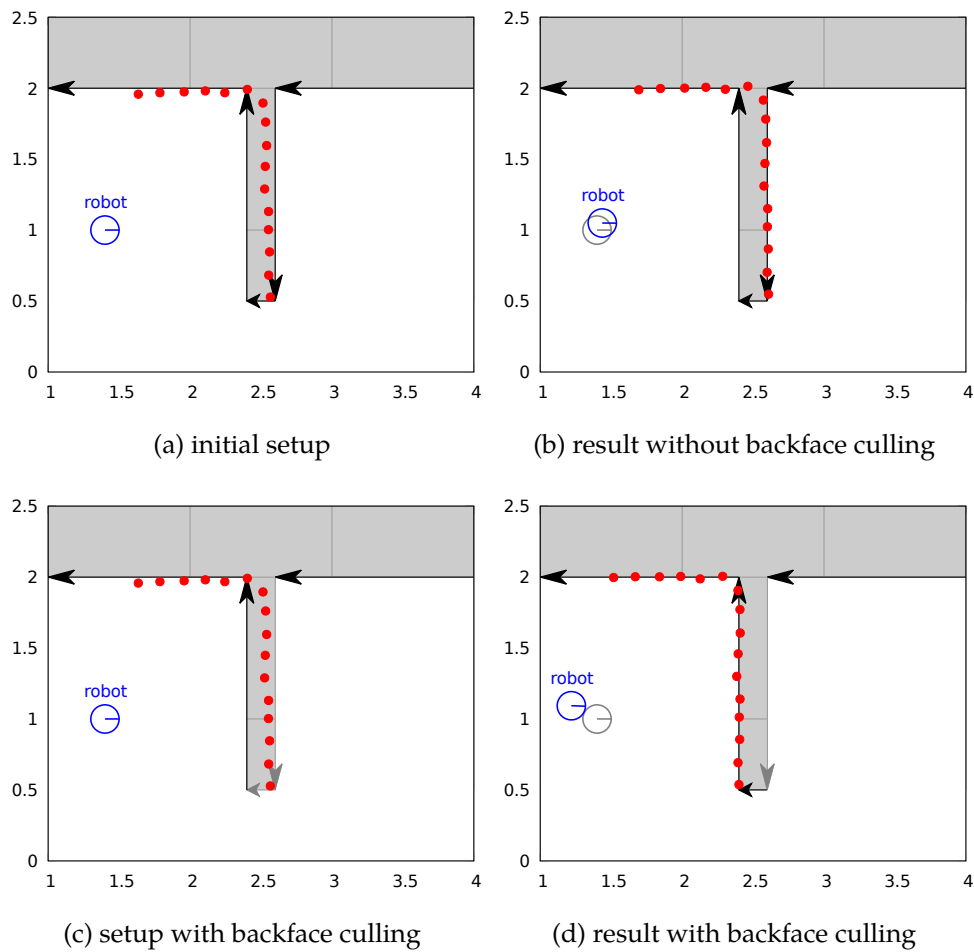 2.5
2
1.5
robot
1
0.5
0
1 1.5 2 2.5 3 3.5 4
(a) initial setup
2.5
2
1.5
robot
1
0.5
0
1 1.5 2 2.5 3 3.5 4
(b) result without backface culling
2.5
2
1.5
robot
1
0.5
0
1 1.5 2 2.5 3 3.5 4
(c) setup with backface culling
2.5
2
1.5
robot
1
0.5
0
1 1.5 2 2.5 3 3.5 4
(d) result with backface culling